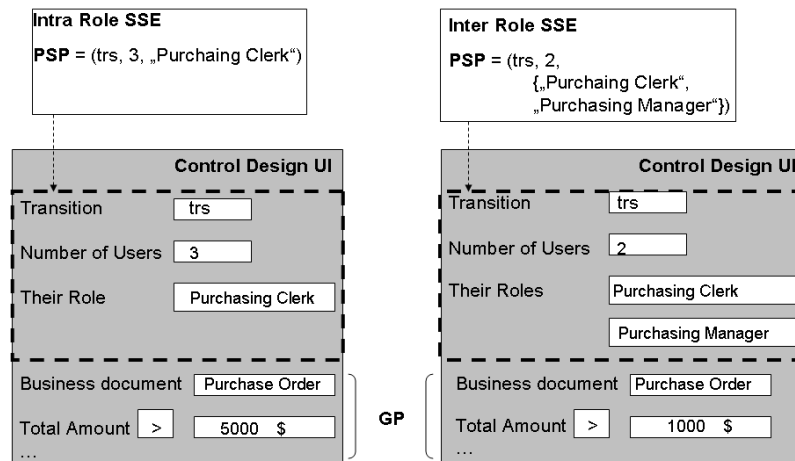 Intra Role SSE
PSP = (trs, 3, „Purchaing Clerk“)
Control Design UI
Transition
trs
Number of Users
3
Their Role
Purchasing Clerk
Business document
Purchase Order
Total Amount
>
5000 $
…
GP
Inter Role SSE
PSP = (trs, 2,
{„Purchaing Clerk“,
„Purchasing Manager“})
Control Design UI
Transition
trs
Number of Users
2
Their Roles
Purchasing Clerk
Purchasing Manager
Business document
Purchase Order
Total Amount
>
1000 $
…